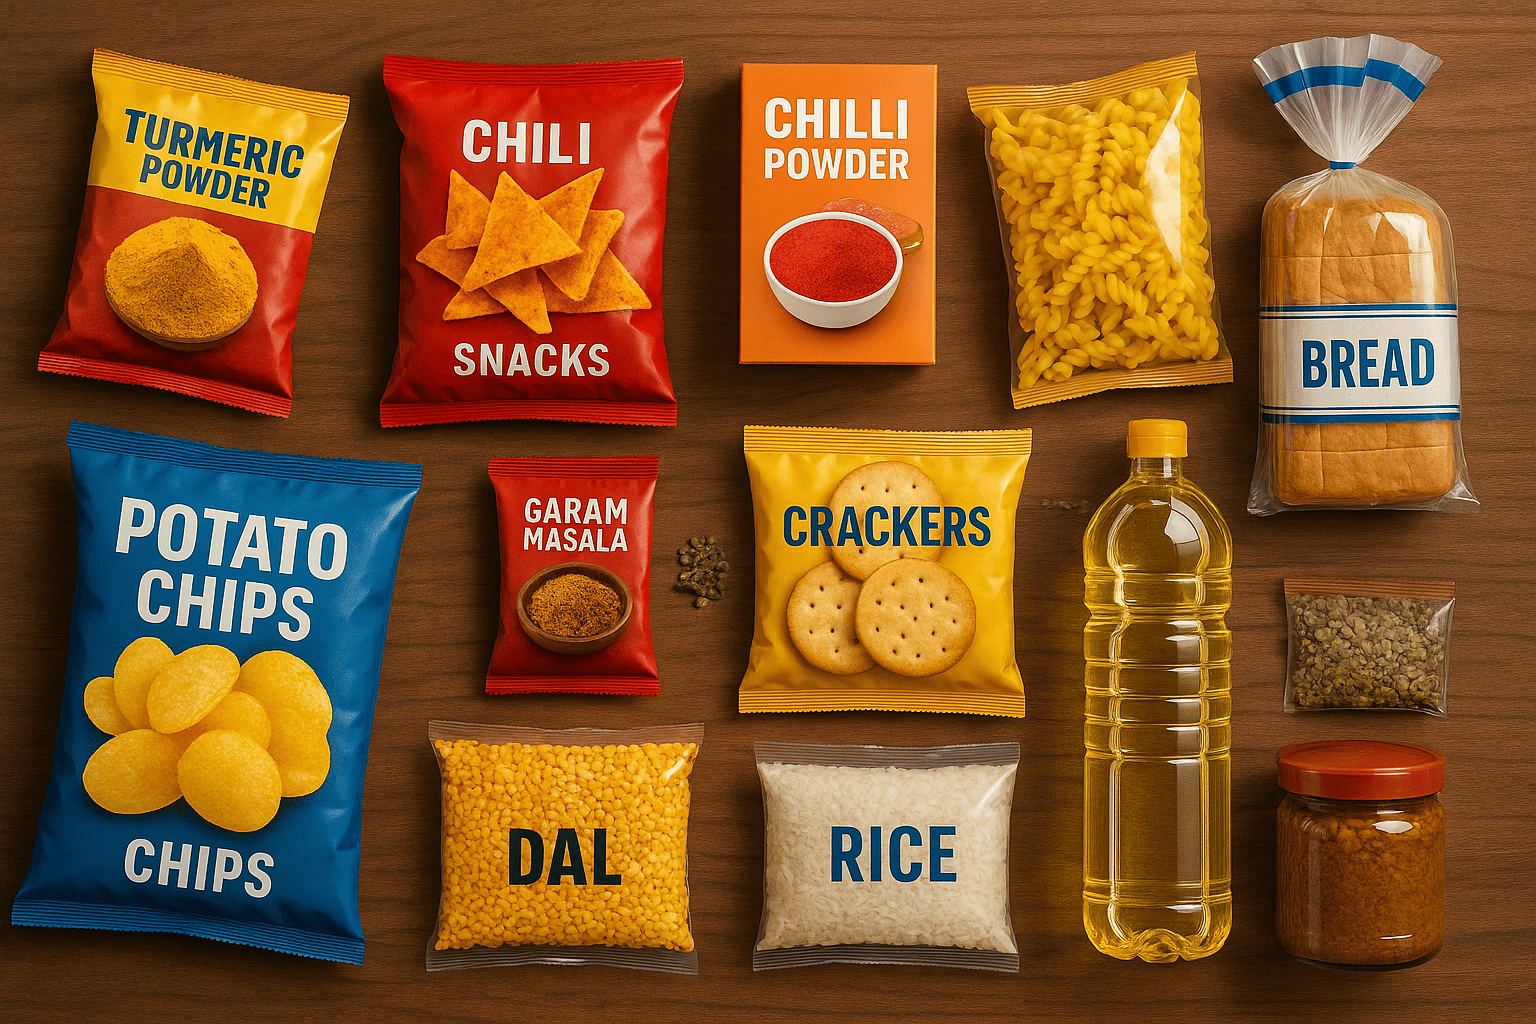 TURMERIC
POWDER
CHILI
SNACKS
CHILLI
POWDER
BREAD
POTATO
CHIPS
CHIPS
GARAM
MASALA
CRACKERS
DAL
RICE